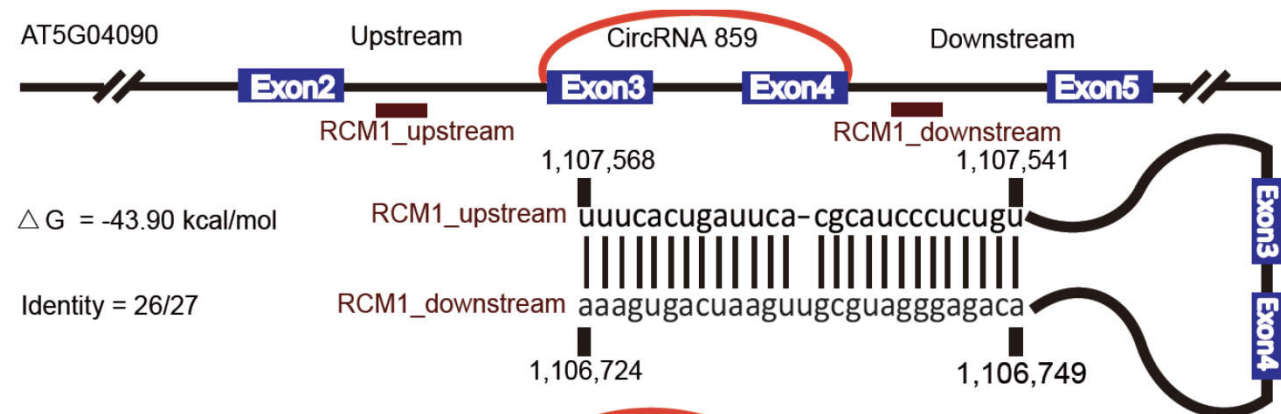 AT5G04090 Upstream CircRNA 859 Downstream
Exon2 Exon3 Exon4 Exon5
RCM1_upstream RCM1_downstream
1,107,568 1,107,541
△ G = -43.90 kcal/mol RCM1_upstream uuucacugauuca-cgcaucccucugu
Identity = 26/27 RCM1_downstream aaagugacuaaguugcguagggagaca
1,106,724 1,106,749
Exon3
Exon4